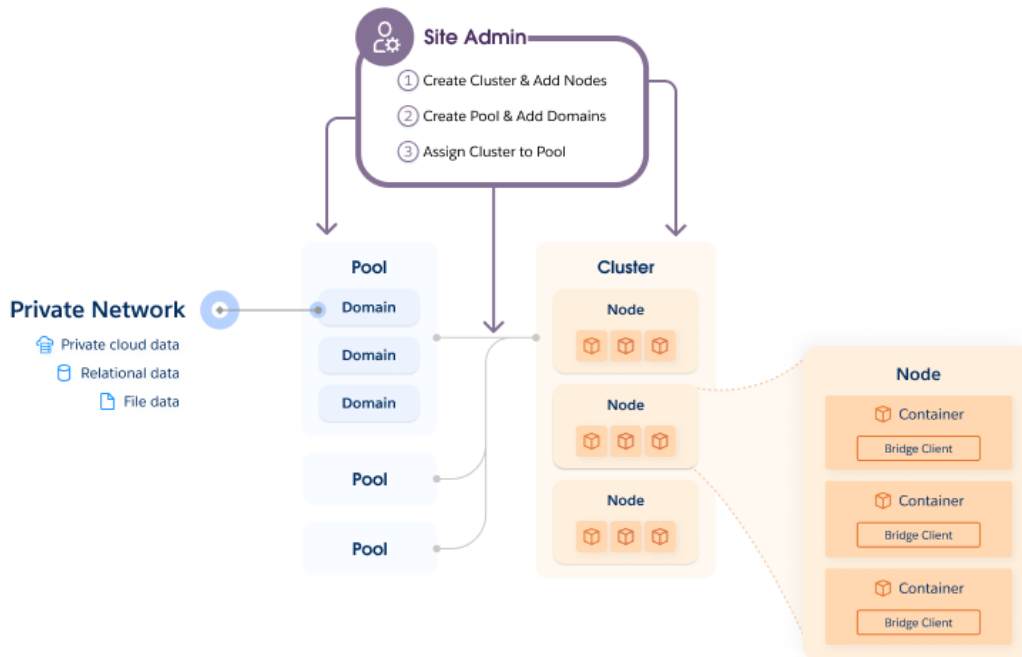 Site Admin
1 Create Cluster & Add Nodes
2 Create Pool & Add Domains
3 Assign Cluster to Pool
Private Network
Private cloud data
Relational data
File data
Pool
Domain
Domain
Domain
Pool
Pool
Cluster
Node
Node
Node
Node
Container
Bridge Client
Container
Bridge Client
Container
Bridge Client